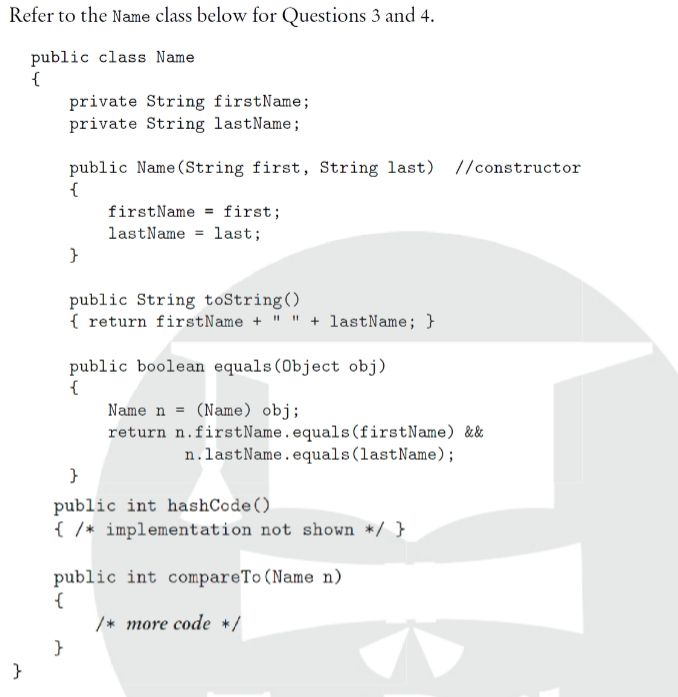 Refer to the Name class below for Questions 3 and 4.
public class Name
{
private String firstName;
private String lastName;
public Name(String first, String last) //constructor
{
firstName = first;
lastName = last;
}
public String toString()
{ return firstName + " " + lastName; }
public boolean equals(Object obj)
{
Name n = (Name) obj;
return n.firstName.equals(firstName) &&
n.lastName.equals(lastName);
}
public int hashCode()
{ /* implementation not shown */ }
public int compareTo(Name n)
{
/* more code */
}
}